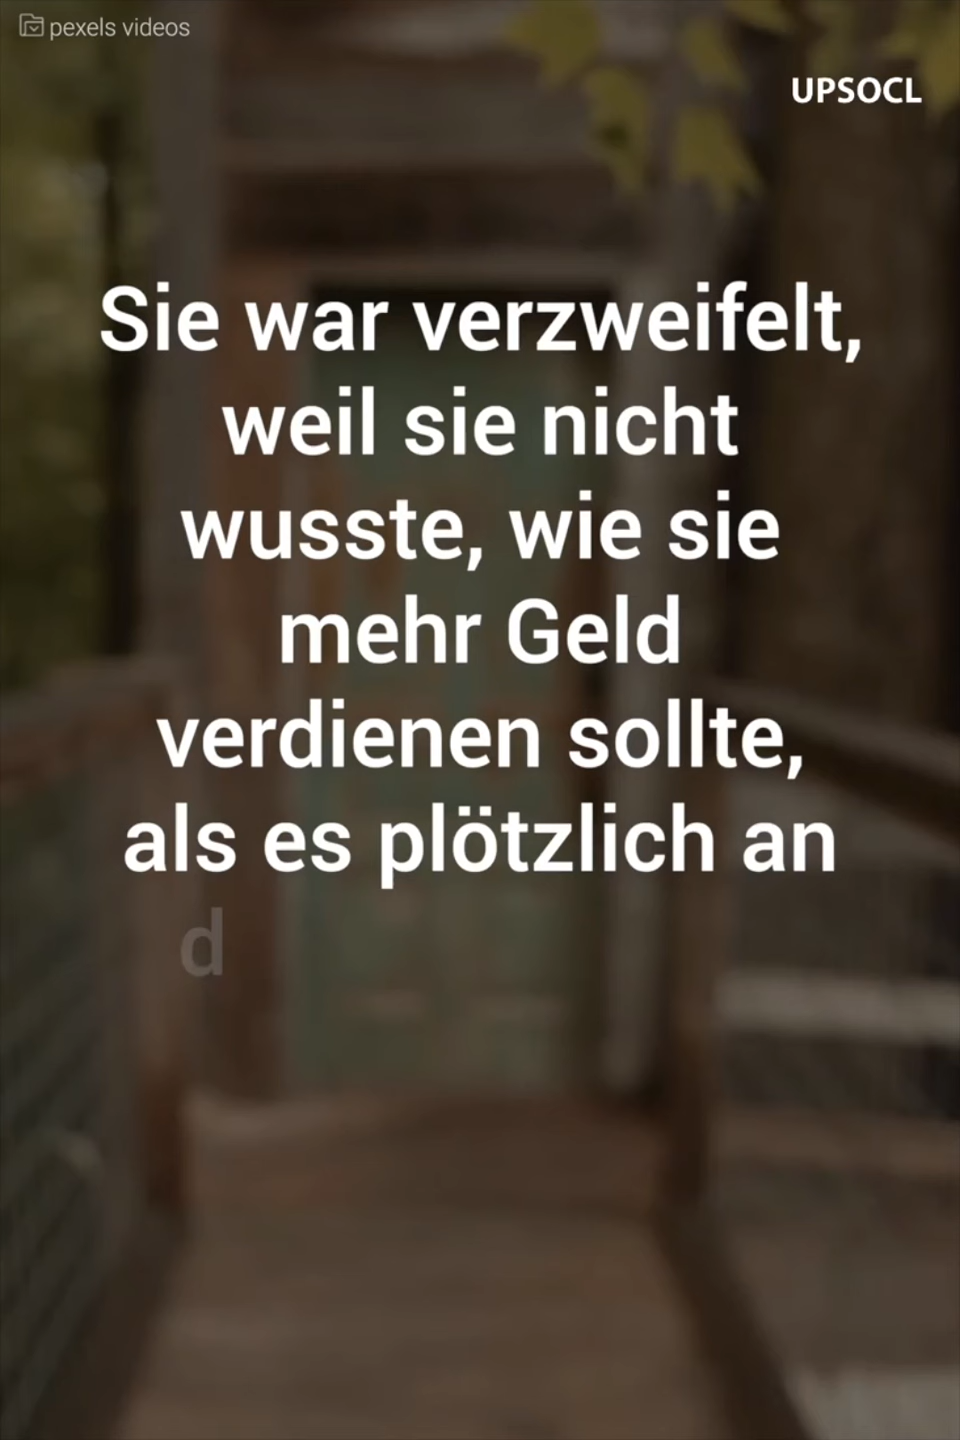 pexels videos
UPSOCL
Sie war verzweifelt,
weil sie nicht
wusste, wie sie
mehr Geld
verdienen sollte,
als es plötzlich an
d